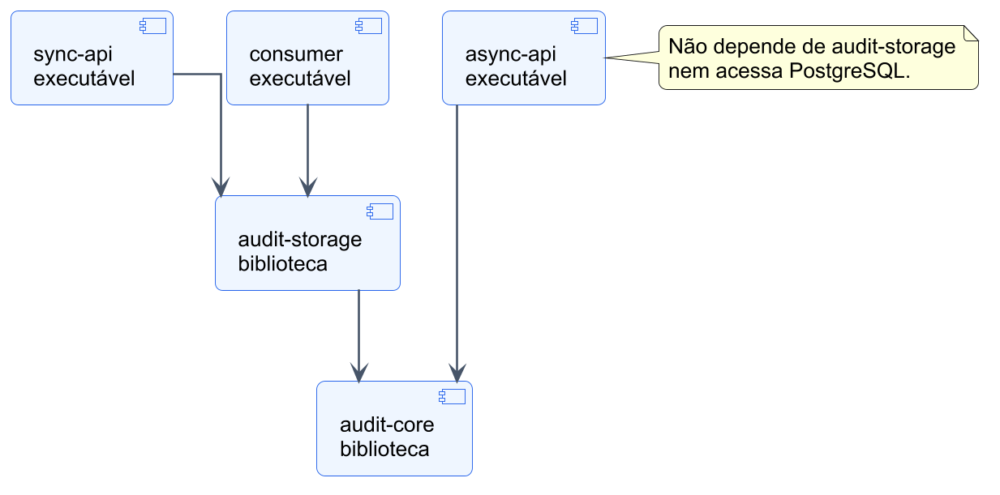 sync-api
executável
consumer
executável
async-api
executável
Não depende de audit-storage
nem acessa PostgreSQL.
audit-storage
biblioteca
audit-core
biblioteca